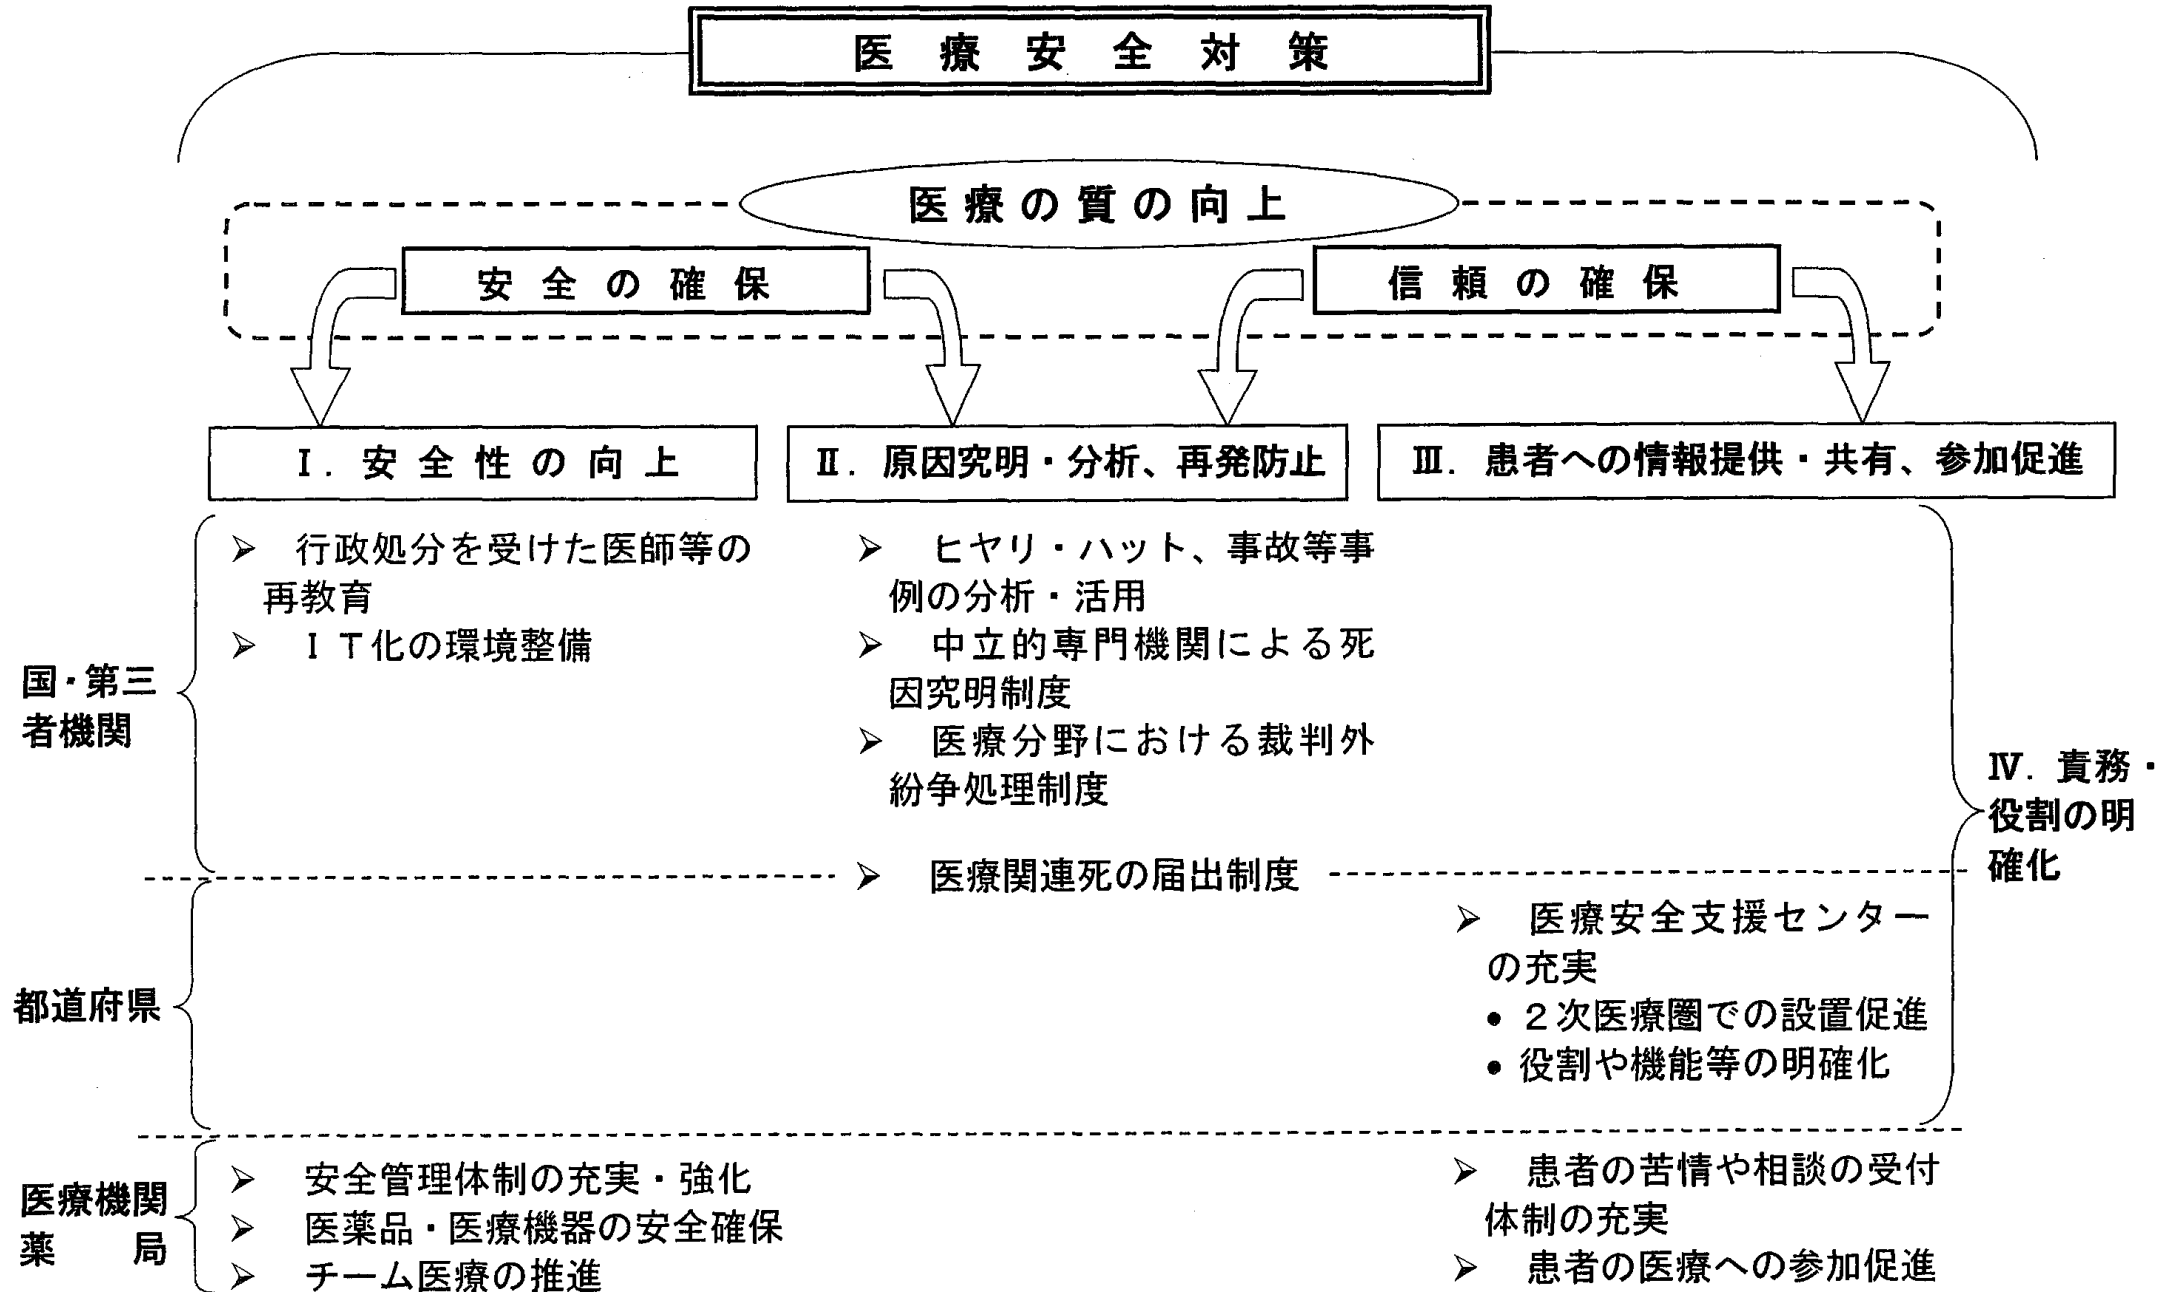 医療安全対策
医療の質の向上
安全の確保
信頼の確保
Ⅰ．安全性の向上
Ⅱ．原因究明・分析、再発防止
Ⅲ．患者への情報提供・共有、参加促進
国・第三
者機関
➢ 行政処分を受けた医師等の
再教育
➢ ＩＴ化の環境整備
➢ ヒヤリ・ハット、事故等事
例の分析・活用
➢ 中立的専門機関による死
因究明制度
➢ 医療分野における裁判外
紛争処理制度
➢ 医療関連死の届出制度
Ⅳ．責務・
役割の明
確化
都道府県
➢ 医療安全支援センター
の充実
• ２次医療圏での設置促進
• 役割や機能等の明確化
医療機関
薬局
➢ 安全管理体制の充実・強化
➢ 医薬品・医療機器の安全確保
➢ チーム医療の推進
➢ 患者の苦情や相談の受付
体制の充実
➢ 患者の医療への参加促進